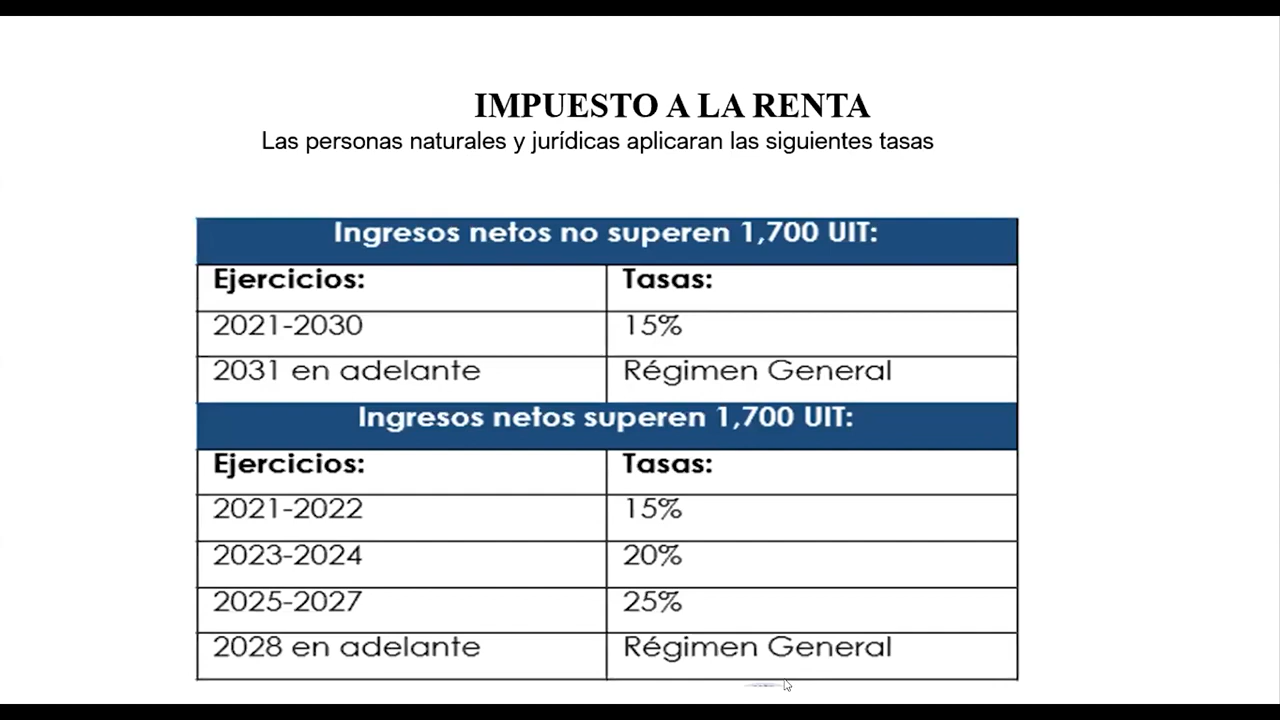 IMPUESTO A LA RENTA
Las personas naturales y jurídicas aplicaran las siguientes tasas
Ingresos netos no superen 1,700 UIT:
Ejercicios: Tasas:
2021-2030 15%
2031 en adelante Régimen General
Ingresos netos superen 1,700 UIT:
Ejercicios: Tasas:
2021-2022 15%
2023-2024 20%
2025-2027 25%
2028 en adelante Régimen General